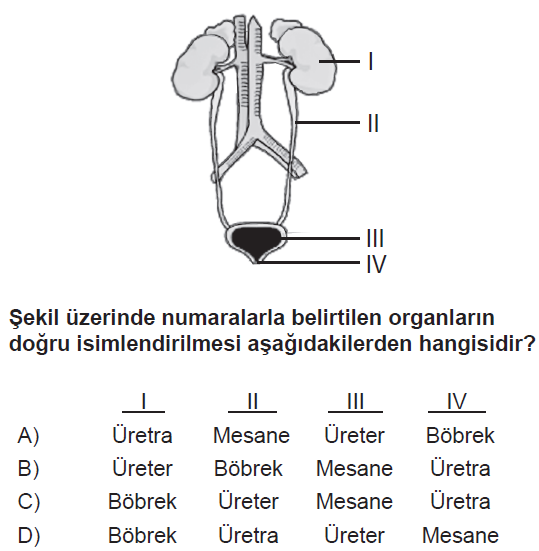 I
II
III
IV
Şekil üzerinde numaralarla belirtilen organların
doğru isimlendirilmesi aşağıdakilerden hangisidir?
I II III IV
A) Üretra Mesane Üreter Böbrek
B) Üreter Böbrek Mesane Üretra
C) Böbrek Üreter Mesane Üretra
D) Böbrek Üretra Üreter Mesane